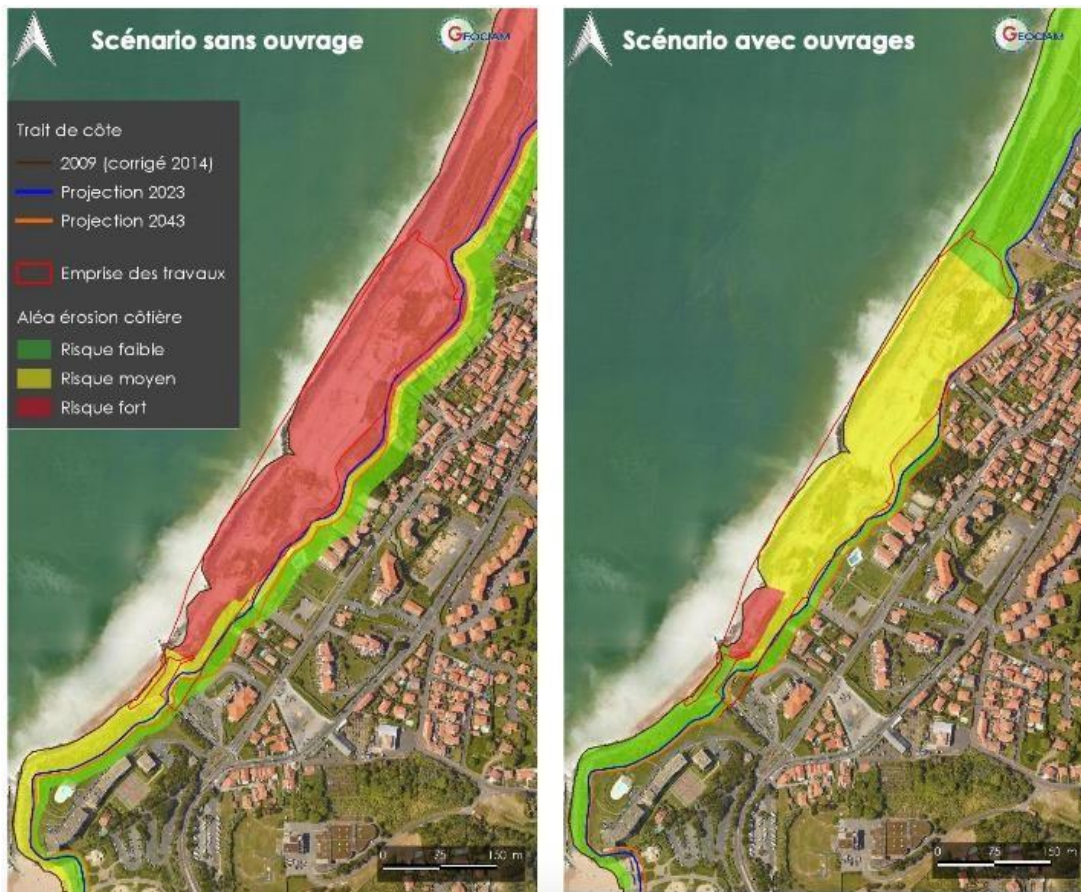 Scénario sans ouvrage
GEOCIAM
Trait de côte
2009 (corrigé 2014)
Projection 2023
Projection 2043
Emprise des travaux
Aléa érosion côtière
Risque faible
Risque moyen
Risque fort
0 75 150 m
Scénario avec ouvrages
GEOCIAM
0 75 150 m